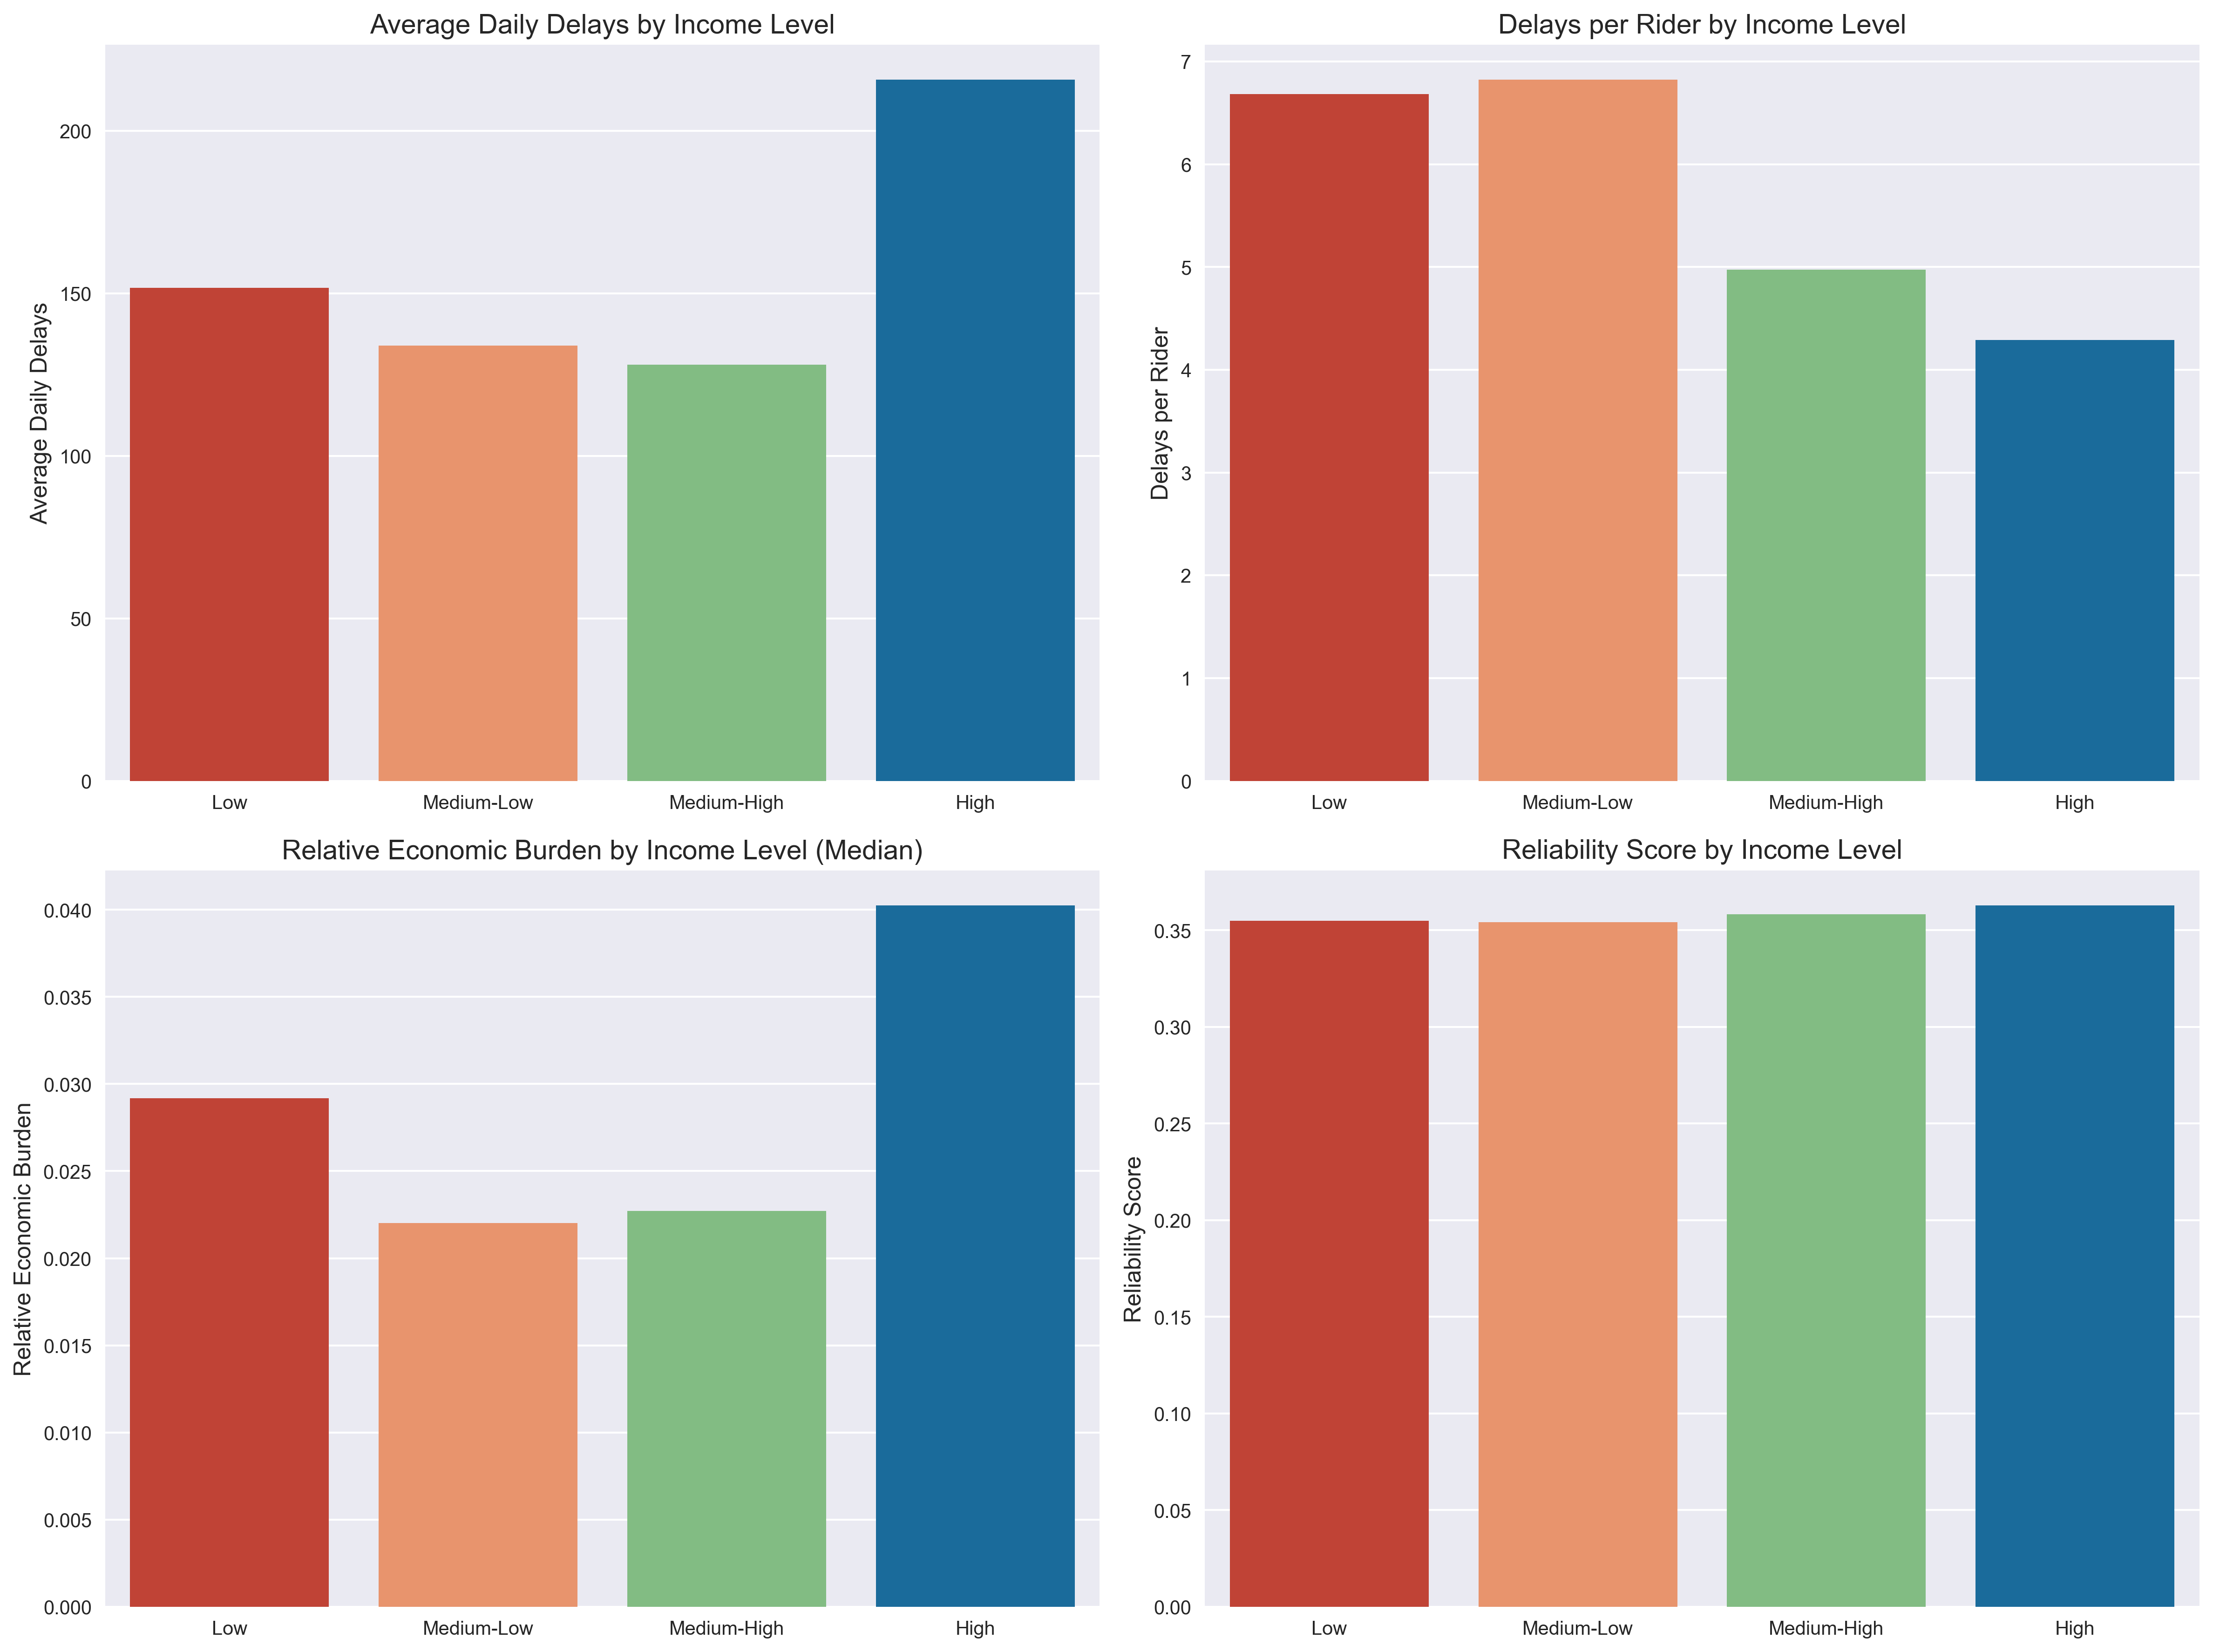 Average Daily Delays by Income Level
Average Daily Delays
200
150
100
50
0
Low Medium-Low Medium-High High
Delays per Rider by Income Level
Delays per Rider
7
6
5
4
3
2
1
0
Low Medium-Low Medium-High High
Relative Economic Burden by Income Level (Median)
Relative Economic Burden
0.040
0.035
0.030
0.025
0.020
0.015
0.010
0.005
0.000
Low Medium-Low Medium-High High
Reliability Score by Income Level
Reliability Score
0.35
0.30
0.25
0.20
0.15
0.10
0.05
0.00
Low Medium-Low Medium-High High